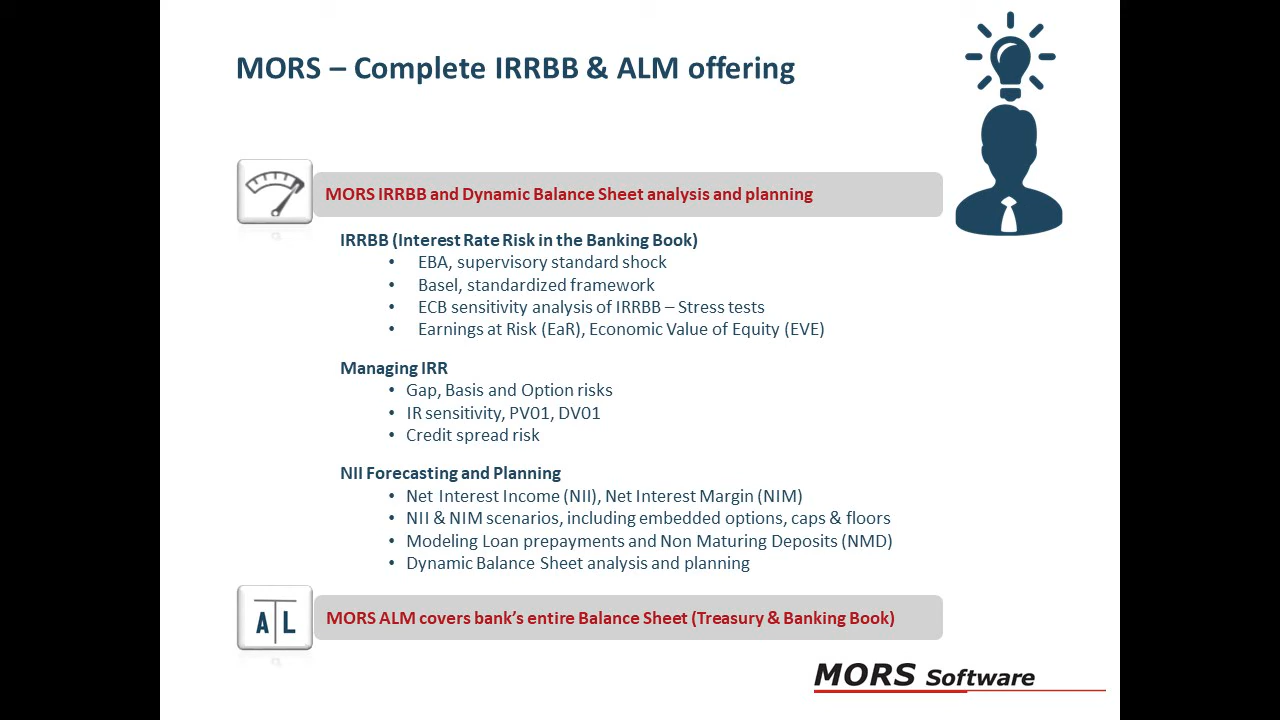 MORS – Complete IRRBB & ALM offering
MORS IRRBB and Dynamic Balance Sheet analysis and planning
IRRBB (Interest Rate Risk in the Banking Book)
• EBA, supervisory standard shock
• Basel, standardized framework
• ECB sensitivity analysis of IRRBB – Stress tests
• Earnings at Risk (EaR), Economic Value of Equity (EVE)
Managing IRR
• Gap, Basis and Option risks
• IR sensitivity, PV01, DV01
• Credit spread risk
NII Forecasting and Planning
• Net Interest Income (NII), Net Interest Margin (NIM)
• NII & NIM scenarios, including embedded options, caps & floors
• Modeling Loan prepayments and Non Maturing Deposits (NMD)
• Dynamic Balance Sheet analysis and planning
A L
MORS ALM covers bank’s entire Balance Sheet (Treasury & Banking Book)
MORS Software